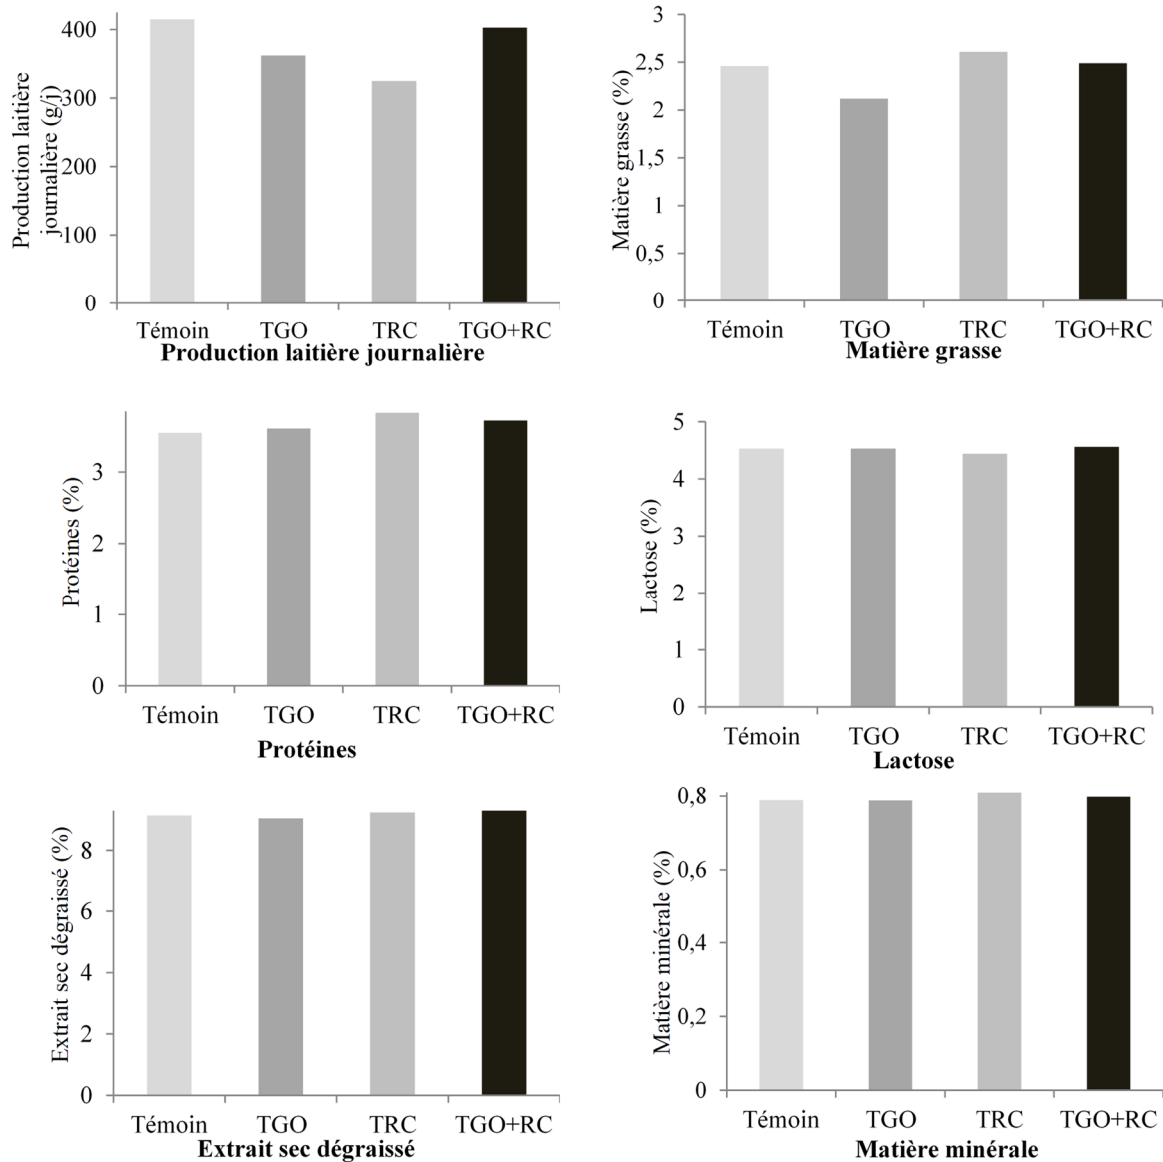 Production laitière
journalière (g/j)
400
300
200
100
0
Témoin TGO TRC TGO+RC
Production laitière journalière
Matière grasse (%)
3
2,5
2
1,5
1
0,5
0
Témoin TGO TRC TGO+RC
Matière grasse
Protéines (%)
3
2
1
0
Témoin TGO TRC TGO+RC
Protéines
Lactose (%)
5
4
3
2
1
0
Témoin TGO TRC TGO+RC
Lactose
Extrait sec dégraissé (%)
8
6
4
2
0
Témoin TGO TRC TGO+RC
Extrait sec dégraissé
Matière minérale (%)
0,8
0,6
0,4
0,2
0
Témoin TGO TRC TGO+RC
Matière minérale